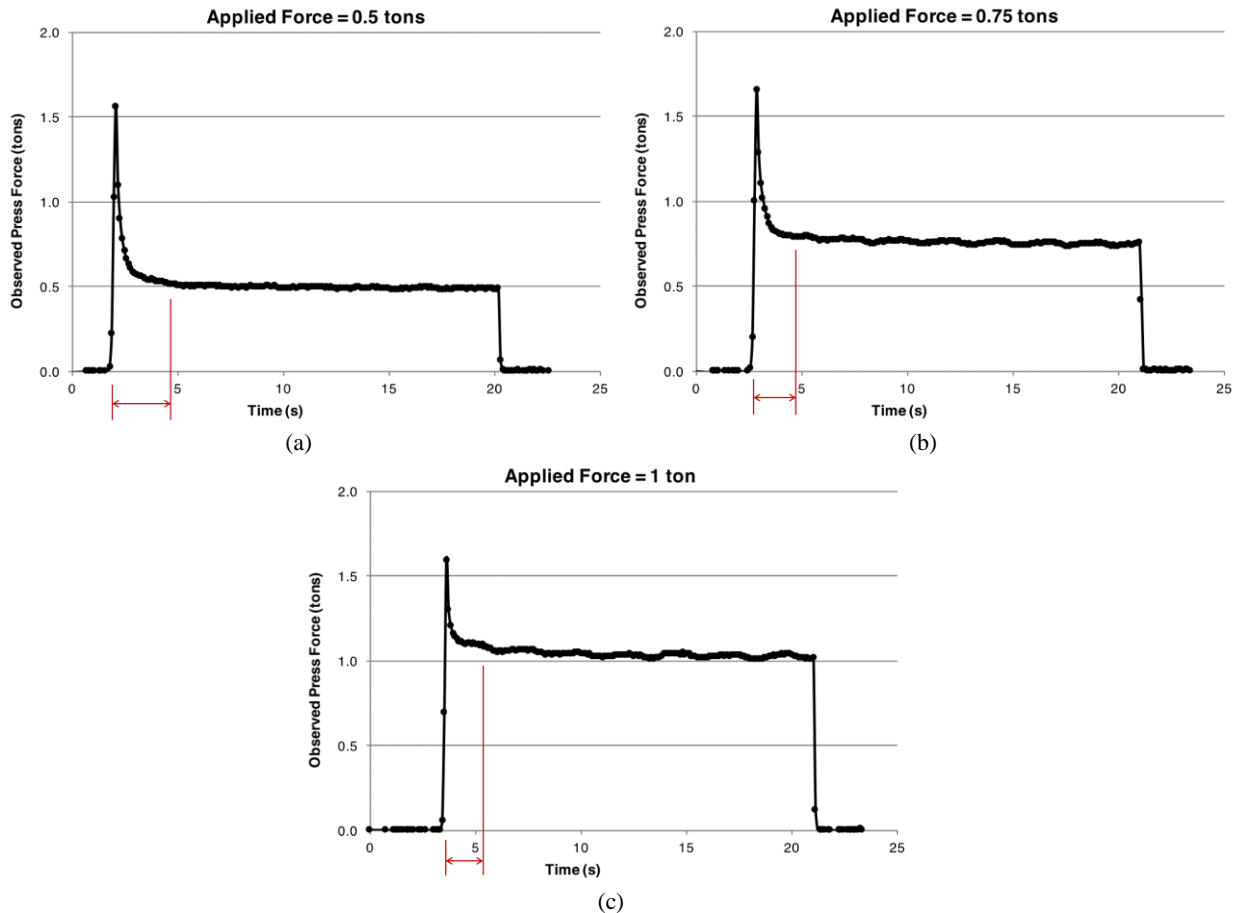 Applied Force = 0.5 tons
Observed Press Force (tons)
2.0
1.5
1.0
0.5
0.0
0 5 10 15 20 25
Time (s)
(a)
Applied Force = 0.75 tons
Observed Press Force (tons)
2.0
1.5
1.0
0.5
0.0
0 5 10 15 20 25
Time (s)
(b)
Applied Force = 1 ton
Observed Press Force (tons)
2.0
1.5
1.0
0.5
0.0
0 5 10 15 20 25
Time (s)
(c)